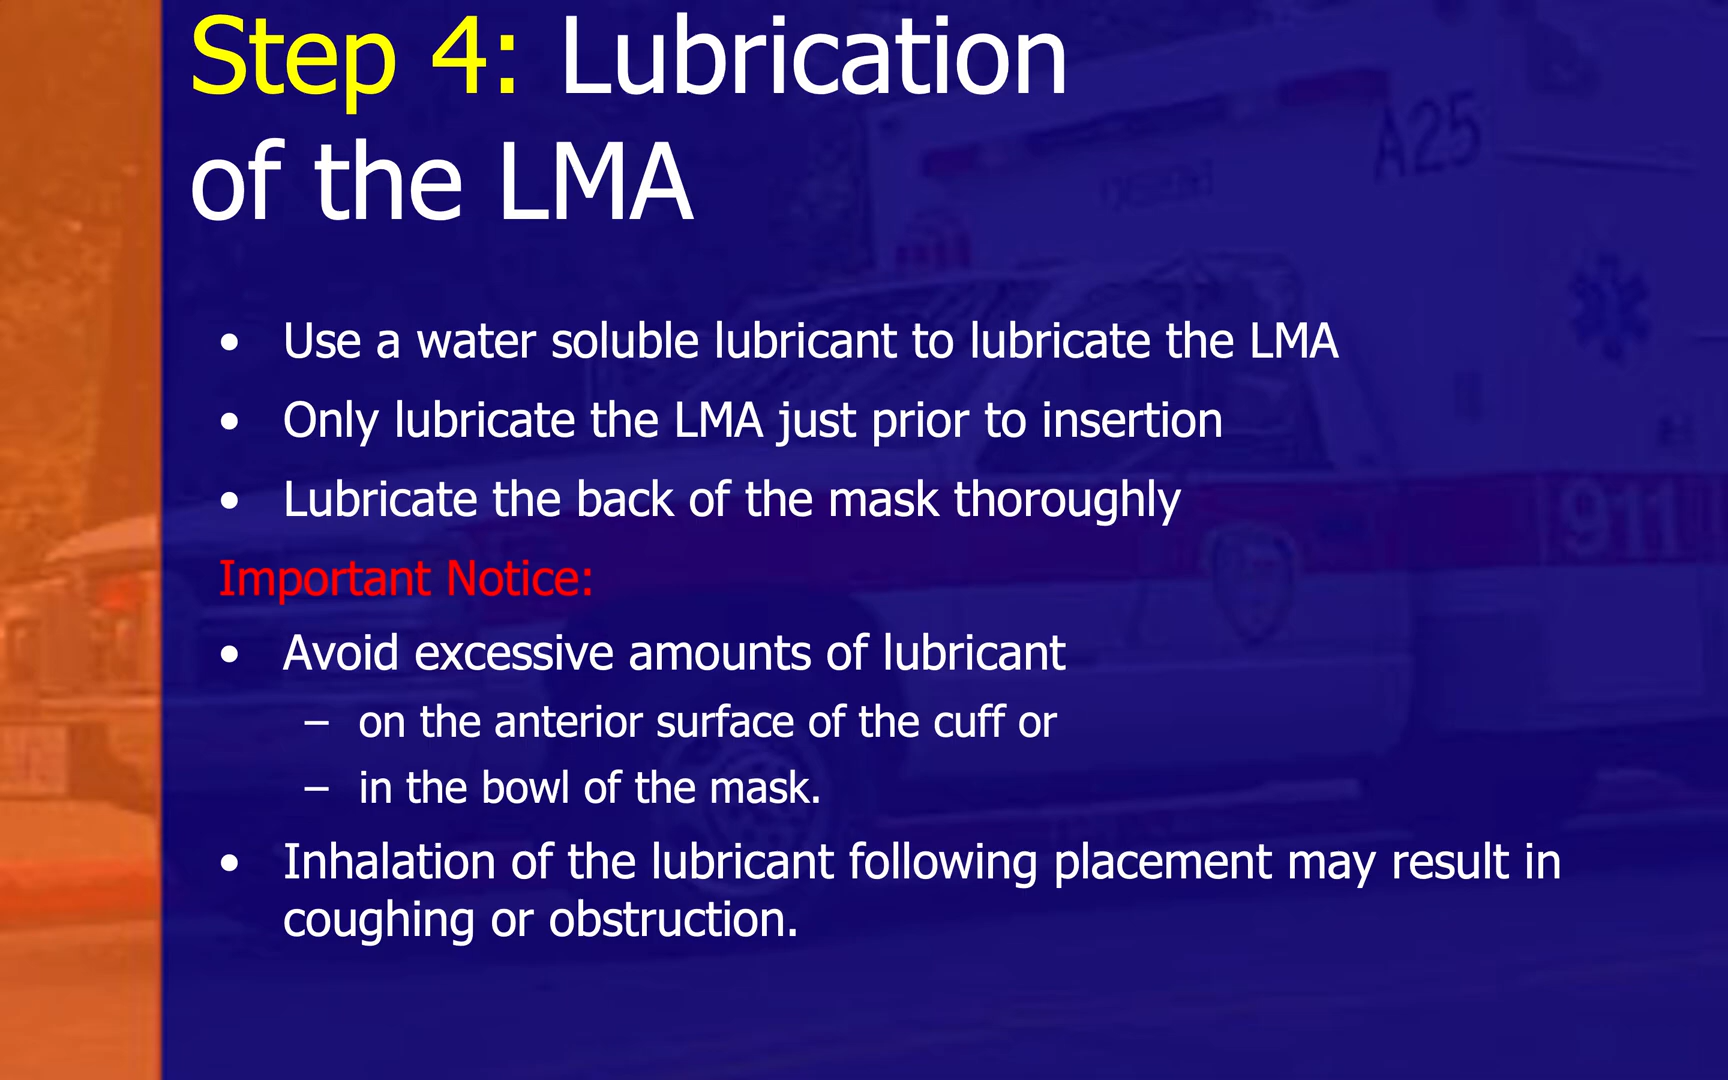 Step 4: Lubrication
of the LMA
A25
• Use a water soluble lubricant to lubricate the LMA
• Only lubricate the LMA just prior to insertion
• Lubricate the back of the mask thoroughly
911
Important Notice:
• Avoid excessive amounts of lubricant
– on the anterior surface of the cuff or
– in the bowl of the mask.
• Inhalation of the lubricant following placement may result in
coughing or obstruction.